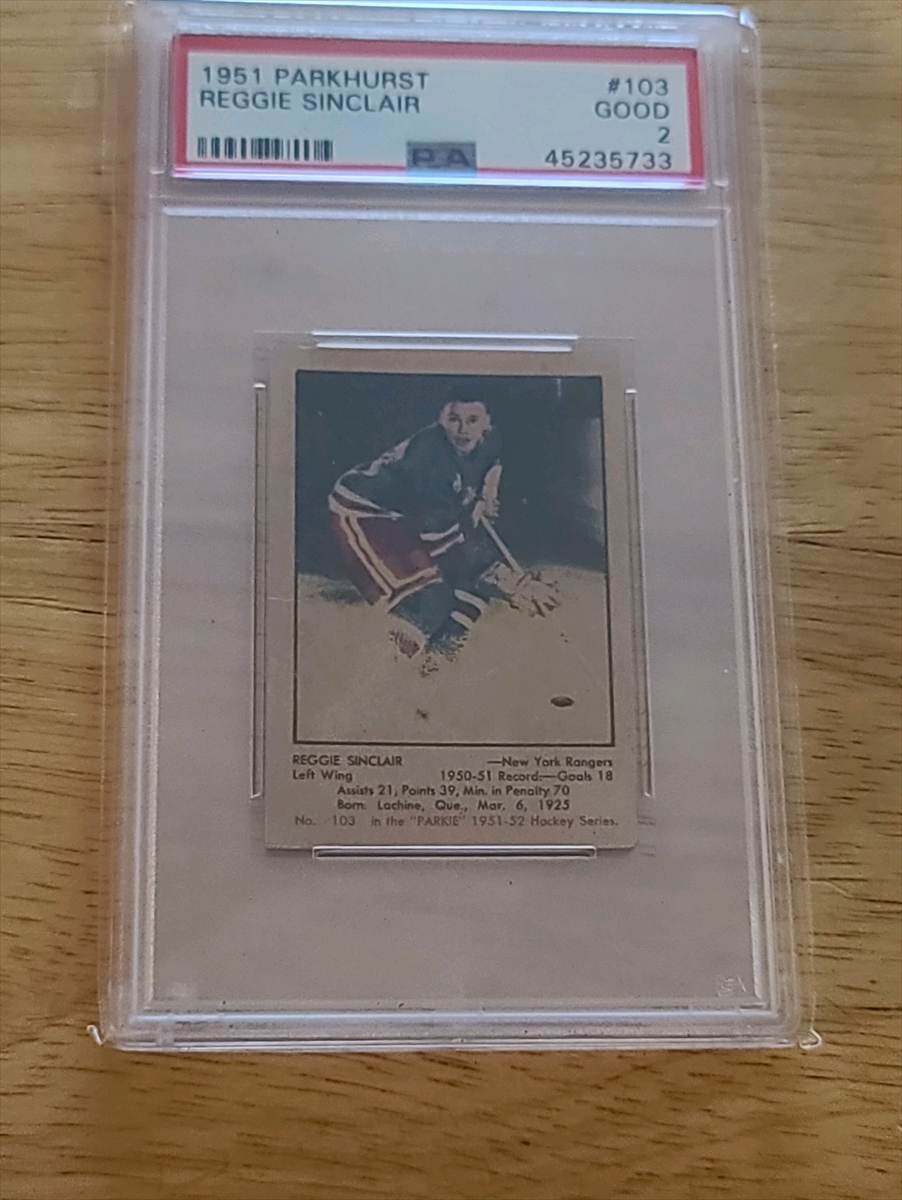 1951 PARKHURST #103
REGGIE SINCLAIR GOOD
2
45235733
REGGIE SINCLAIR —New York Rangers
Left Wing 1950-51 Record:—Goals 18
Assists 21, Points 39, Min. in Penalty 70
Born. Lachine, Que., Mar. 6, 1925
No. 103 in the "PARKIE" 1951-52 Hockey Series.